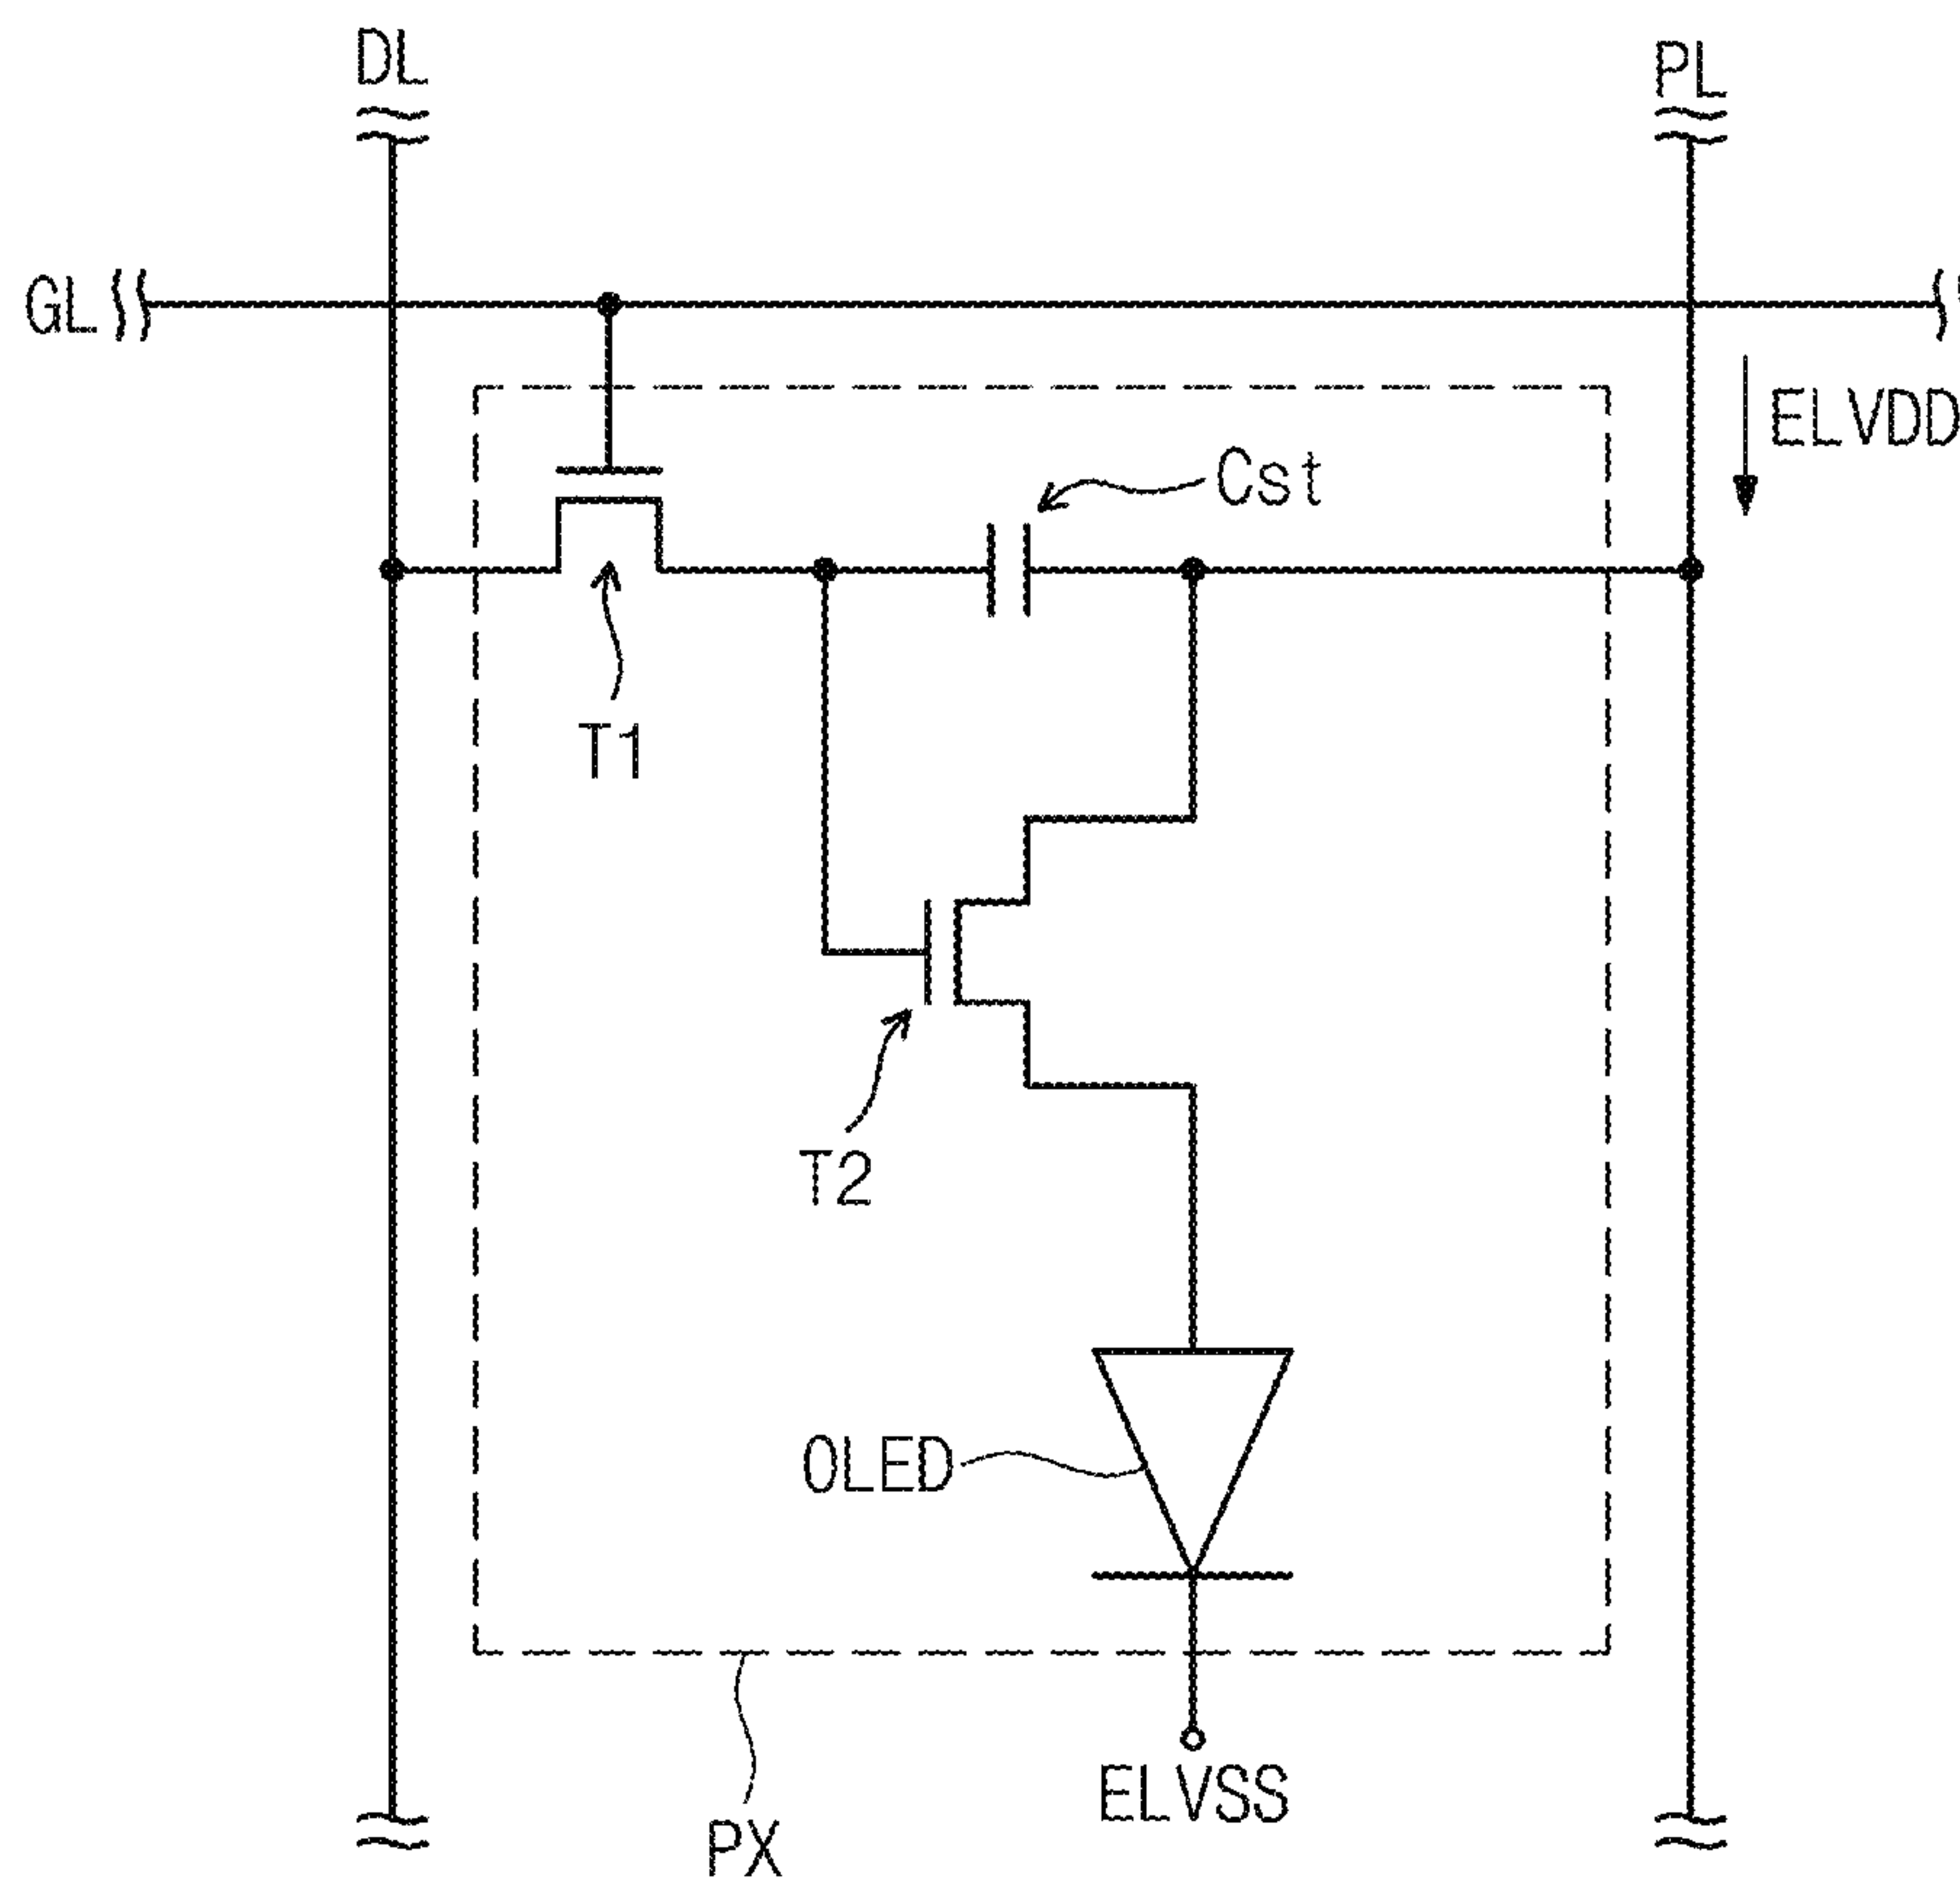 DL
PL
GL
ELVDD
Cst
T1
T2
OLED
ELVSS
PX